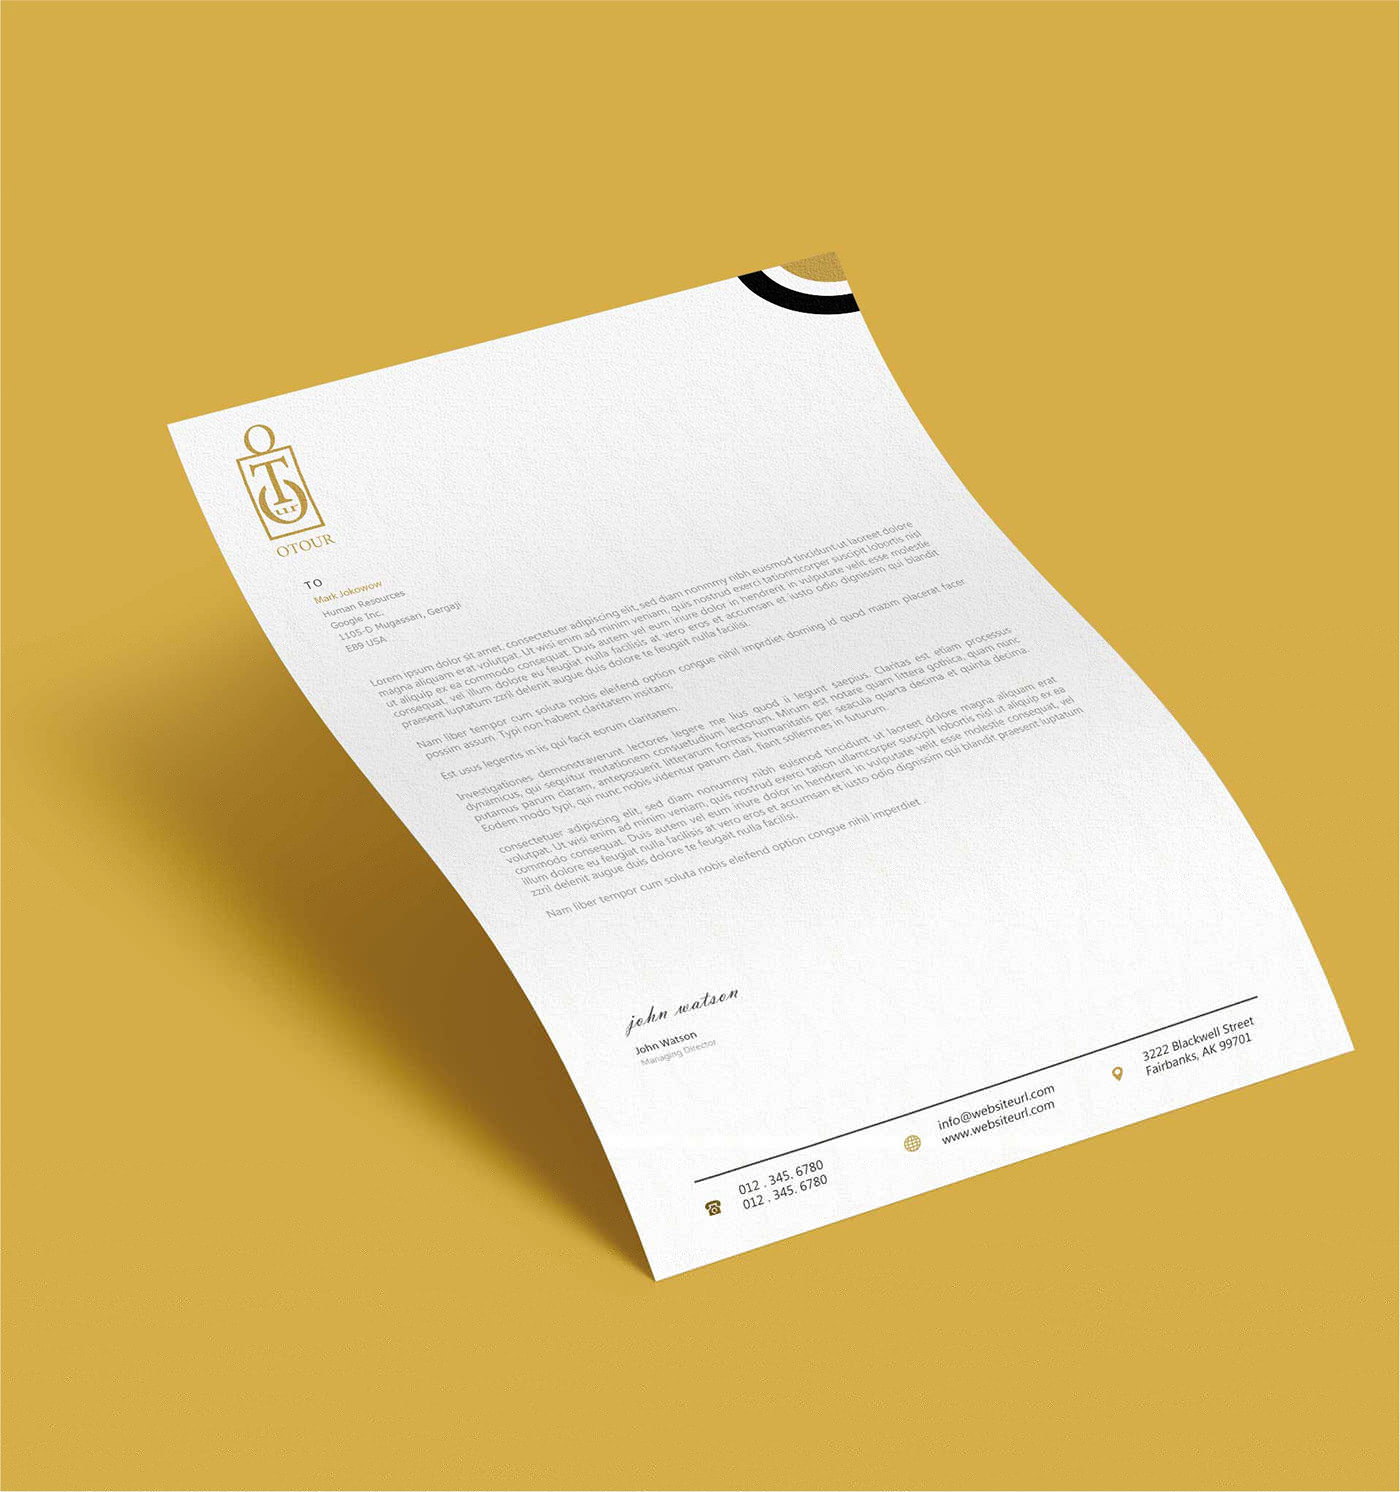 O
T
O
ur
OTOUR
TO
Mark Jokowow
Human Resources
Google Inc;
1105-D Mugassari, Gergaji
E89 USA
Lorem ipsum dolor sit amet, consectetuer adipiscing elit, sed diam nonmmy nibh euismod tincidunt ut laoreet dolore
magna aliquam erat volutpat. Ut wisi enim ad minim veniam, quis nostrud exerci tationmcorper suscipit lobortis nisl
ut aliquip ex ea commodo consequat. Duis autem vel eum iriure dolor in hendrerit in vulputate velit esse molestie
consequat, vel illum dolore eu feugiat nulla facilisis at vero eros et accumsan et iusto odio dignissim qui blandit
praesent luptatum zzril delenit augue duis dolore te feugait nulla facilisi.
Nam liber tempor cum soluta nobis eleifend option congue nihil imprdiet doming id quod mazim placerat facer
possim assum. Typi non habent claritatem insitam;
Est usus legentis in iis qui facit eorum claritatem.
Investigationes demonstraverunt lectores legere me lius quod ii legunt saepius. Claritas est etiam processus
dynamicus, qui sequitur mutationem consuetudium lectorum. Mirum est notare quam littera gothica, quam nunc
putamus parum claram, anteposuerit litterarum formas humanitatis per seacula quarta decima et quinta decima.
Eodem modo typi, qui nunc nobis videntur parum clari, fiant sollemnes in futurum.
consectetuer adipiscing elit, sed diam nonummy nibh euismod tincidunt ut laoreet dolore magna aliquam erat
volutpat. Ut wisi enim ad minim veniam, quis nostrud exerci tation ullamcorper suscipit lobortis nisl ut aliquip ex ea
commodo consequat. Duis autem vel eum iriure dolor in hendrerit in vulputate velit esse molestie consequat, vel
illum dolore eu feugiat nulla facilisis at vero eros et accumsan et iusto odio dignissim qui blandit praesent luptatum
zzril delenit augue duis dolore te feugait nulla facilisi.
Nam liber tempor cum soluta nobis eleifend option congue nihil imperdiet .
john watson
John Watson
Managing Director
012 . 345. 6780
012 . 345. 6780
info@websiteurl.com
www.websiteurl.com
3222 Blackwell Street
Fairbanks, AK 99701